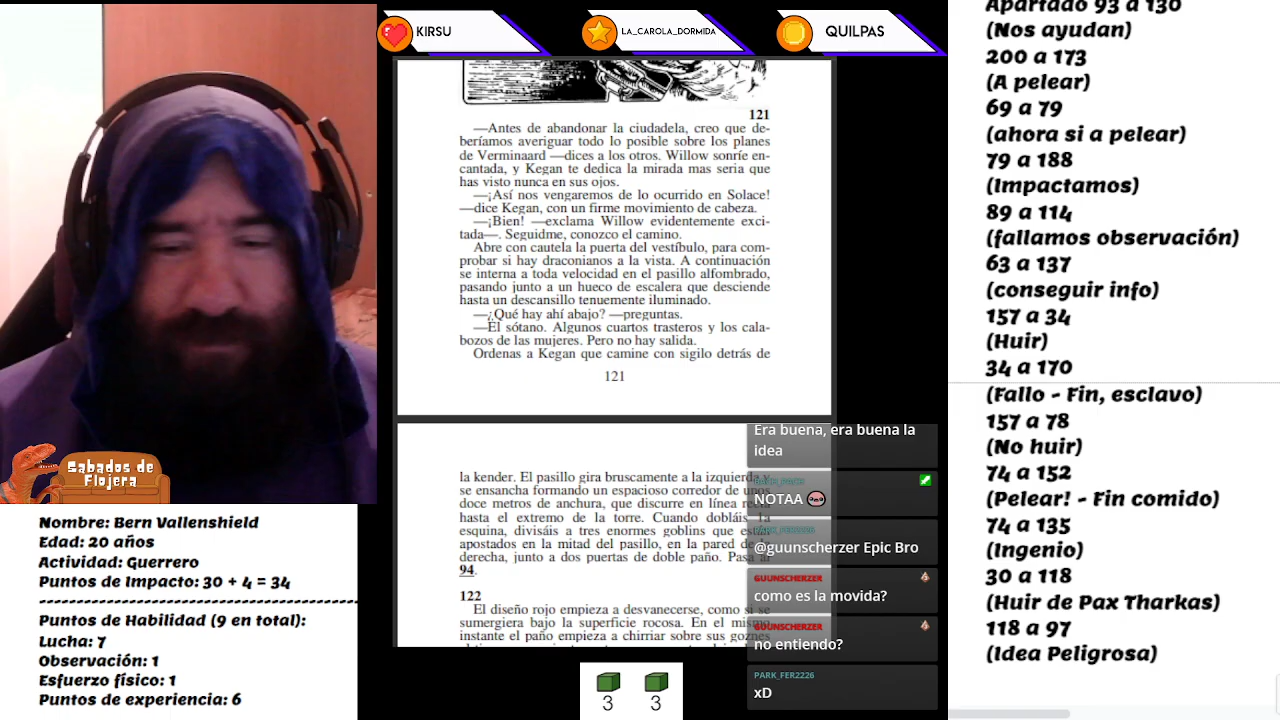 KIRSU
LA_CAROLA_DORMIDA
QUILPAS
121
—Antes de abandonar la ciudadela, creo que de-
beríamos averiguar todo lo posible sobre los planes
de Verminaard —dices a los otros. Willow sonríe en-
cantada, y Kegan te dedica la mirada mas seria que
has visto nunca en sus ojos.
—¡Así nos vengaremos de lo ocurrido en Solace!
—dice Kegan, con un firme movimiento de cabeza.
—¡Bien! —exclama Willow evidentemente exci-
tada—. Seguidme, conozco el camino.
Abre con cautela la puerta del vestíbulo, para com-
probar si hay draconianos a la vista. A continuación
se interna a toda velocidad en el pasillo alfombrado,
pasando junto a un hueco de escalera que desciende
hasta un descansillo tenuemente iluminado.
—¿Qué hay ahí abajo? —preguntas.
—El sótano. Algunos cuartos trasteros y los cala-
bozos de las mujeres. Pero no hay salida.
Ordenas a Kegan que camine con sigilo detrás de
121
la kender. El pasillo gira bruscamente a la izquierda y
se ensancha formando un espacioso corredor de unos
doce metros de anchura, que discurre en línea recta
hasta el extremo de la torre. Cuando dobláis la
esquina, divisáis a tres enormes goblins que están
apostados en la mitad del pasillo, en la pared de la
derecha, junto a dos puertas de doble paño. Pasa al
94.
122
El diseño rojo empieza a desvanecerse, como si se
sumergiera bajo la superficie rocosa. En el mismo
instante el paño empieza a chirriar sobre sus goznes
Era buena, era buena la
idea
NOTAA
@guunscherzer Epic Bro
GUUNSCHERZER
como es la movida?
GUUNSCHERZER
no entiendo?
PARK_FER2226
xD
3
3
Sabados de
Flojera
Nombre: Bern Vallenshield
Edad: 20 años
Actividad: Guerrero
Puntos de Impacto: 30 + 4 = 34
Puntos de Habilidad (9 en total):
Lucha: 7
Observación: 1
Esfuerzo físico: 1
Puntos de experiencia: 6
Apartado 93 a 130
(Nos ayudan)
200 a 173
(A pelear)
69 a 79
(ahora si a pelear)
79 a 188
(Impactamos)
89 a 114
(fallamos observación)
63 a 137
(conseguir info)
157 a 34
(Huir)
34 a 170
(Fallo - Fin, esclavo)
157 a 78
(No huir)
74 a 152
(Pelear! - Fin comido)
74 a 135
(Ingenio)
30 a 118
(Huir de Pax Tharkas)
118 a 97
(Idea Peligrosa)